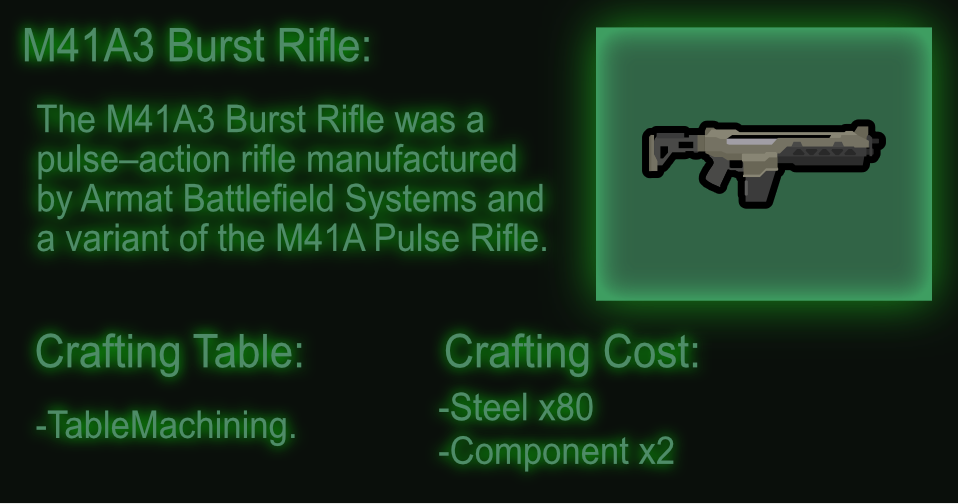 M41A3 Burst Rifle:
The M41A3 Burst Rifle was a
pulse–action rifle manufactured
by Armat Battlefield Systems and
a variant of the M41A Pulse Rifle.
Crafting Table:
-TableMachining.
Crafting Cost:
-Steel x80
-Component x2